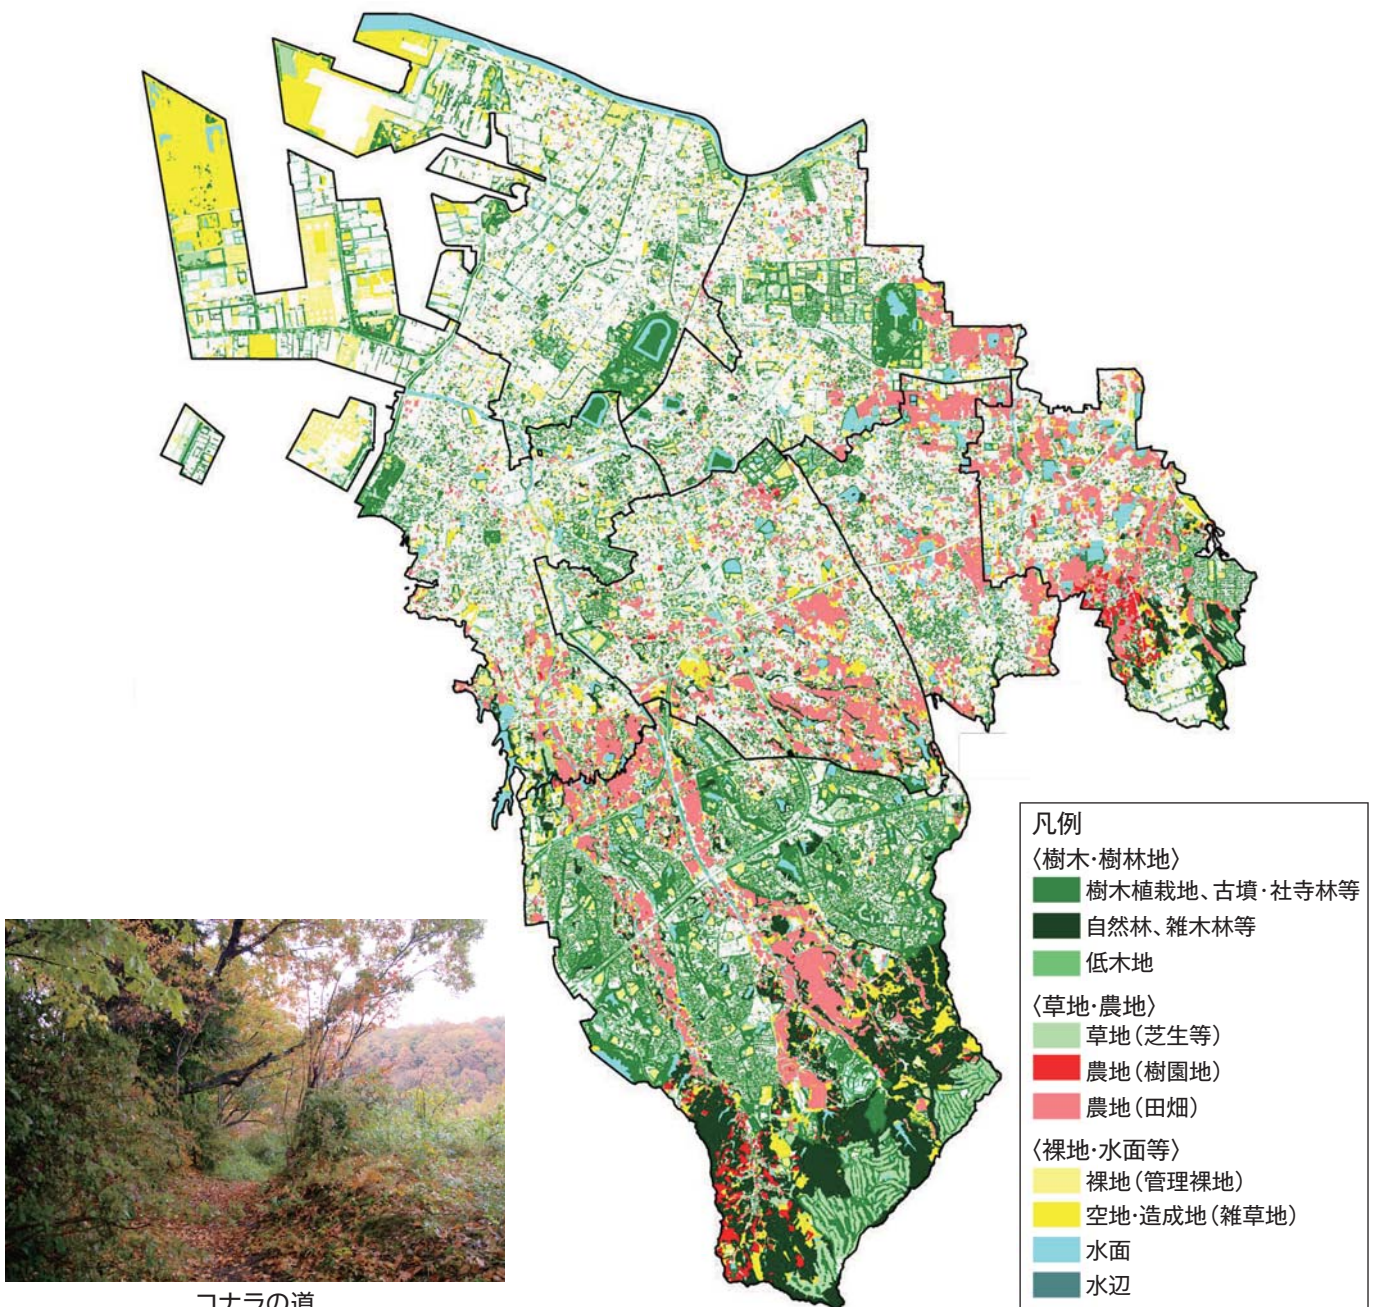 凡例
〈樹木・樹林地〉
樹木植栽地、古墳・社寺林等
自然林、雑木林等
低木地
〈草地・農地〉
草地（芝生等）
農地（樹園地）
農地（田畑）
〈裸地・水面等〉
裸地（管理裸地）
空地・造成地（雑草地）
水面
水辺
コナラの道